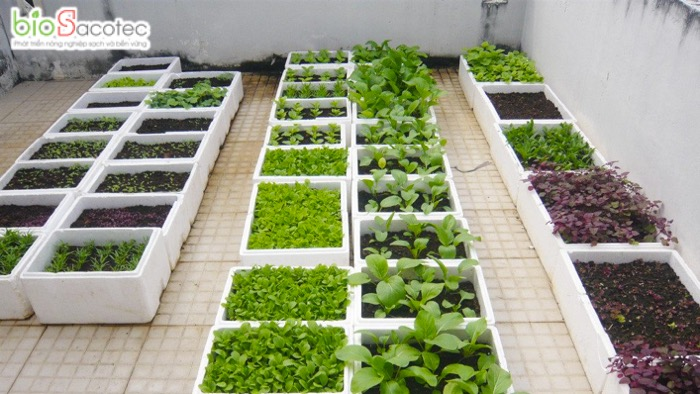 bioSacotec
Phát triển nông nghiệp sạch và bền vững